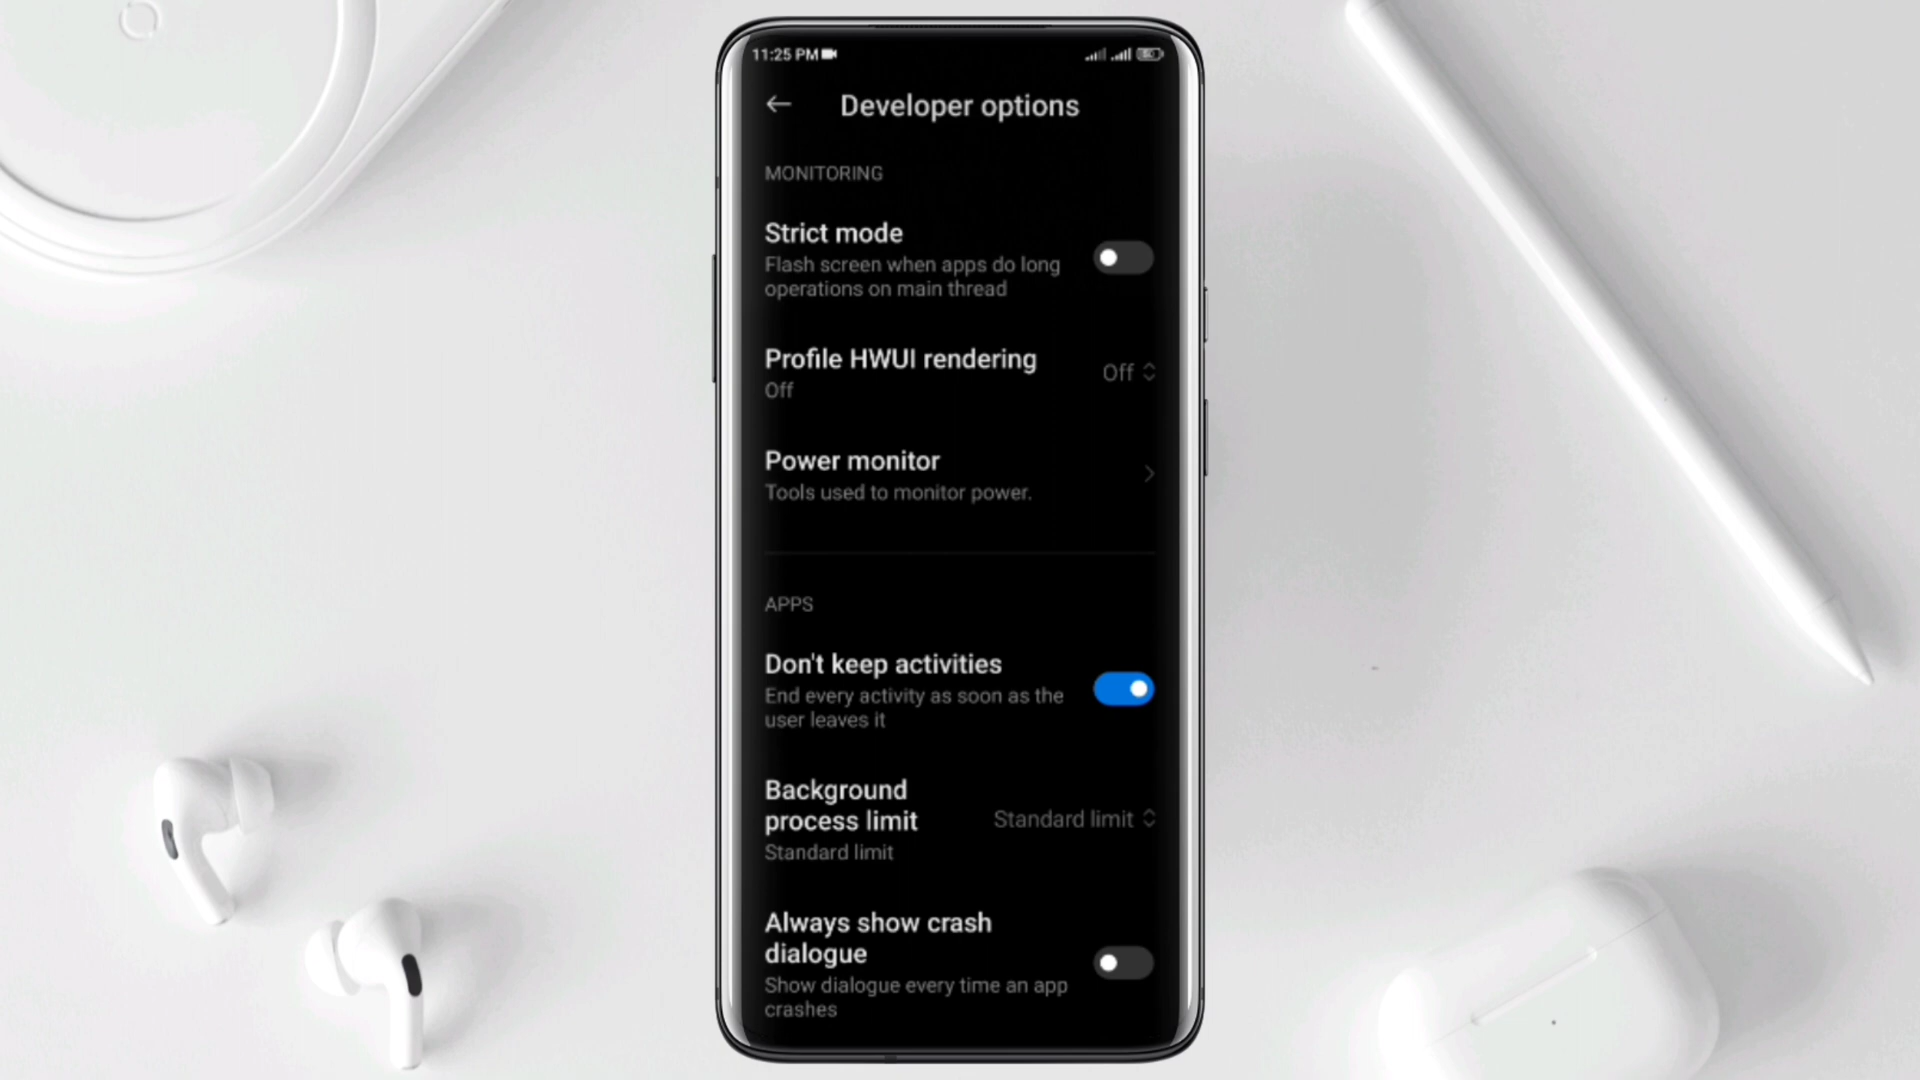 11:25 PM
Developer options
MONITORING
Strict mode
Flash screen when apps do long
operations on main thread
Profile HWUI rendering
Off
Off
Power monitor
Tools used to monitor power.
APPS
Don't keep activities
End every activity as soon as the
user leaves it
Background
process limit
Standard limit
Standard limit
Always show crash
dialogue
Show dialogue every time an app
crashes